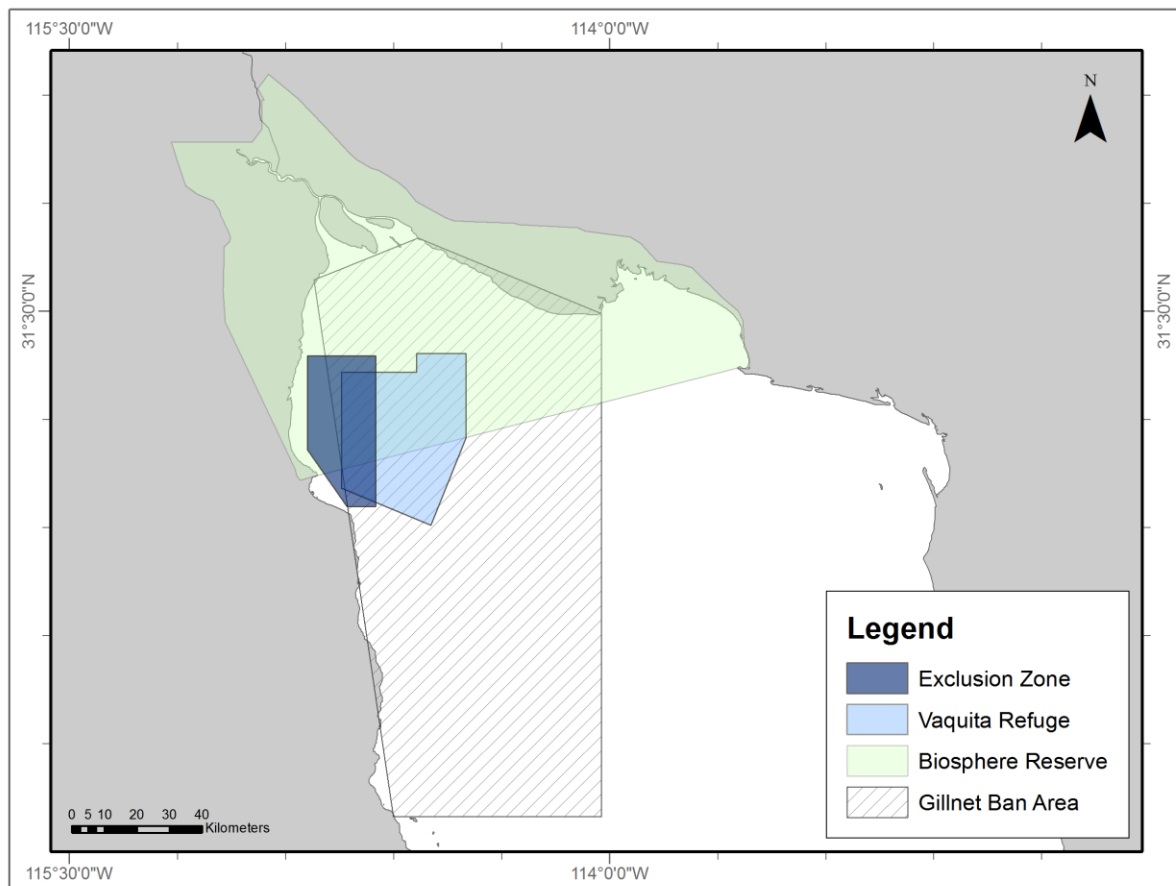 115°30'0"W 114°0'0"W
N
31°30'0"N 31°30'0"N
Legend
Exclusion Zone
Vaquita Refuge
Biosphere Reserve
Gillnet Ban Area
0 5 10 20 30 40
Kilometers
115°30'0"W 114°0'0"W